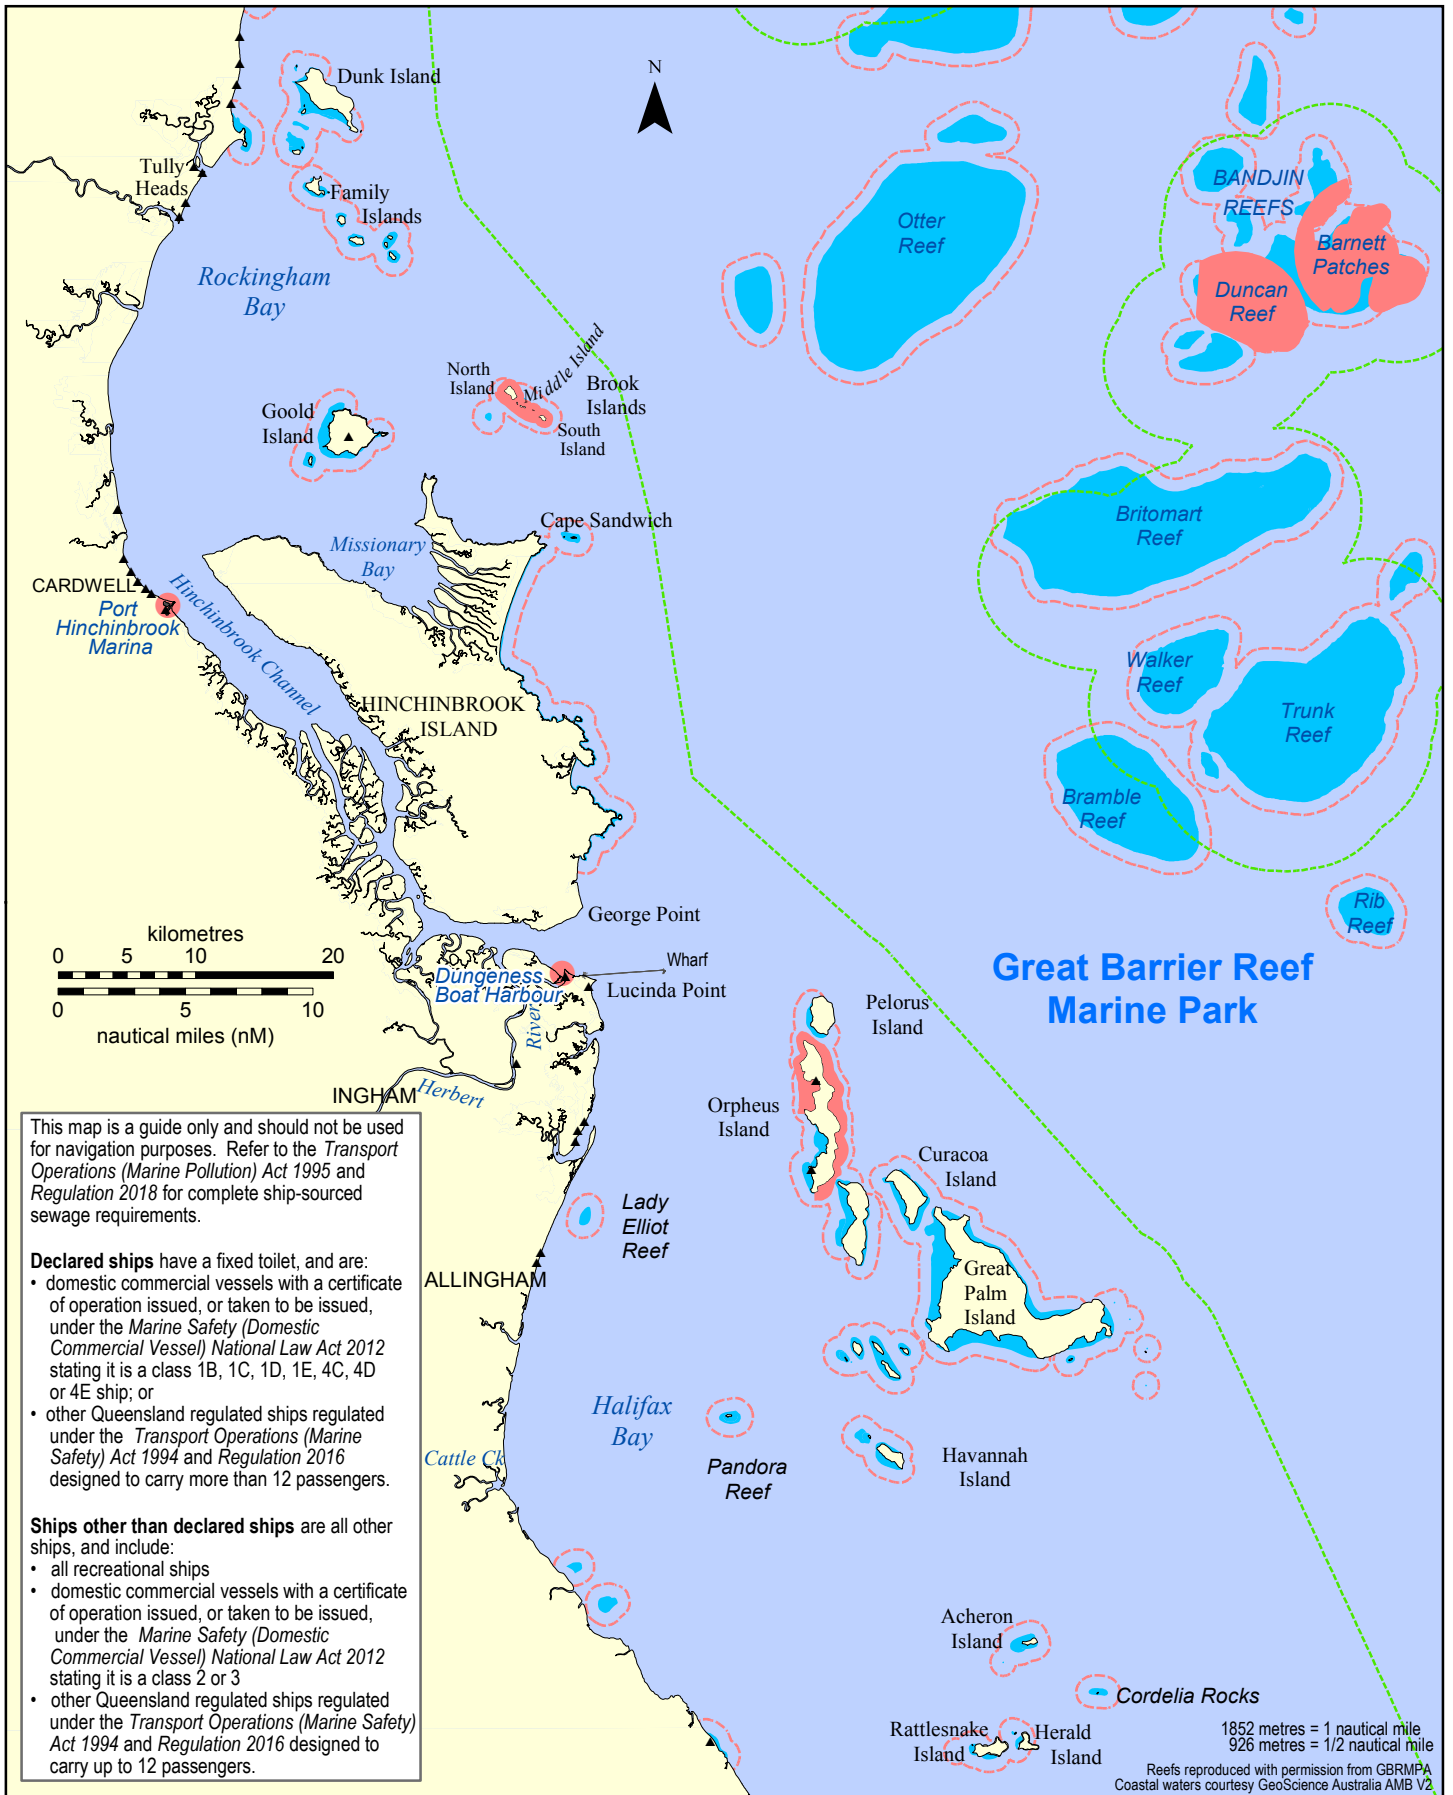 N
Dunk Island
Tully
Heads
Family
Islands
Rockingham
Bay
Otter
Reef
BANDJIN
REEFS
Barnett
Patches
Duncan
Reef
North
Island
Middle Island
Brook
Islands
South
Island
Goold
Island
Cape Sandwich
Missionary
Bay
Britomart
Reef
CARDWELL
Port
Hinchinbrook
Marina
Hinchinbrook Channel
HINCHINBROOK
ISLAND
Walker
Reef
Trunk
Reef
Bramble
Reef
Rib
Reef
George Point
kilometres
0 5 10 20
0 5 10
nautical miles (nM)
Dungeness
Boat Harbour
Wharf
Lucinda Point
Great Barrier Reef
Marine Park
Pelorus
Island
River
Herbert
INGHAM
Orpheus
Island
Curacoa
Island
Lady
Elliot
Reef
Great
Palm
Island
ALLINGHAM
Halifax
Bay
Cattle Ck
Pandora
Reef
Havannah
Island
Acheron
Island
Cordelia Rocks
Rattlesnake
Island
Herald
Island
This map is a guide only and should not be used
for navigation purposes. Refer to the Transport
Operations (Marine Pollution) Act 1995 and
Regulation 2018 for complete ship-sourced
sewage requirements.
Declared ships have a fixed toilet, and are:
• domestic commercial vessels with a certificate
of operation issued, or taken to be issued,
under the Marine Safety (Domestic
Commercial Vessel) National Law Act 2012
stating it is a class 1B, 1C, 1D, 1E, 4C, 4D
or 4E ship; or
• other Queensland regulated ships regulated
under the Transport Operations (Marine
Safety) Act 1994 and Regulation 2016
designed to carry more than 12 passengers.
Ships other than declared ships are all other
ships, and include:
• all recreational ships
• domestic commercial vessels with a certificate
of operation issued, or taken to be issued,
under the Marine Safety (Domestic
Commercial Vessel) National Law Act 2012
stating it is a class 2 or 3
• other Queensland regulated ships regulated
under the Transport Operations (Marine Safety)
Act 1994 and Regulation 2016 designed to
carry up to 12 passengers.
1852 metres = 1 nautical mile
926 metres = 1/2 nautical mile
Reefs reproduced with permission from GBRMPA
Coastal waters courtesy GeoScience Australia AMB V2